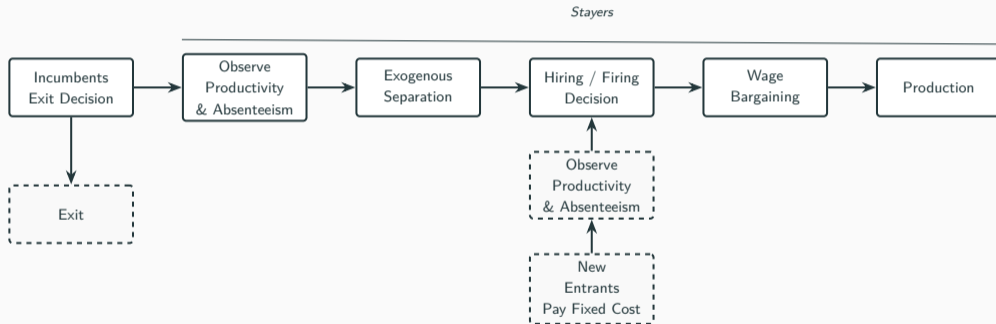 Stayers
Incumbents
Exit Decision
Observe
Productivity
& Absenteeism
Exogenous
Separation
Hiring / Firing
Decision
Wage
Bargaining
Production
Exit
Observe
Productivity
& Absenteeism
New
Entrants
Pay Fixed Cost